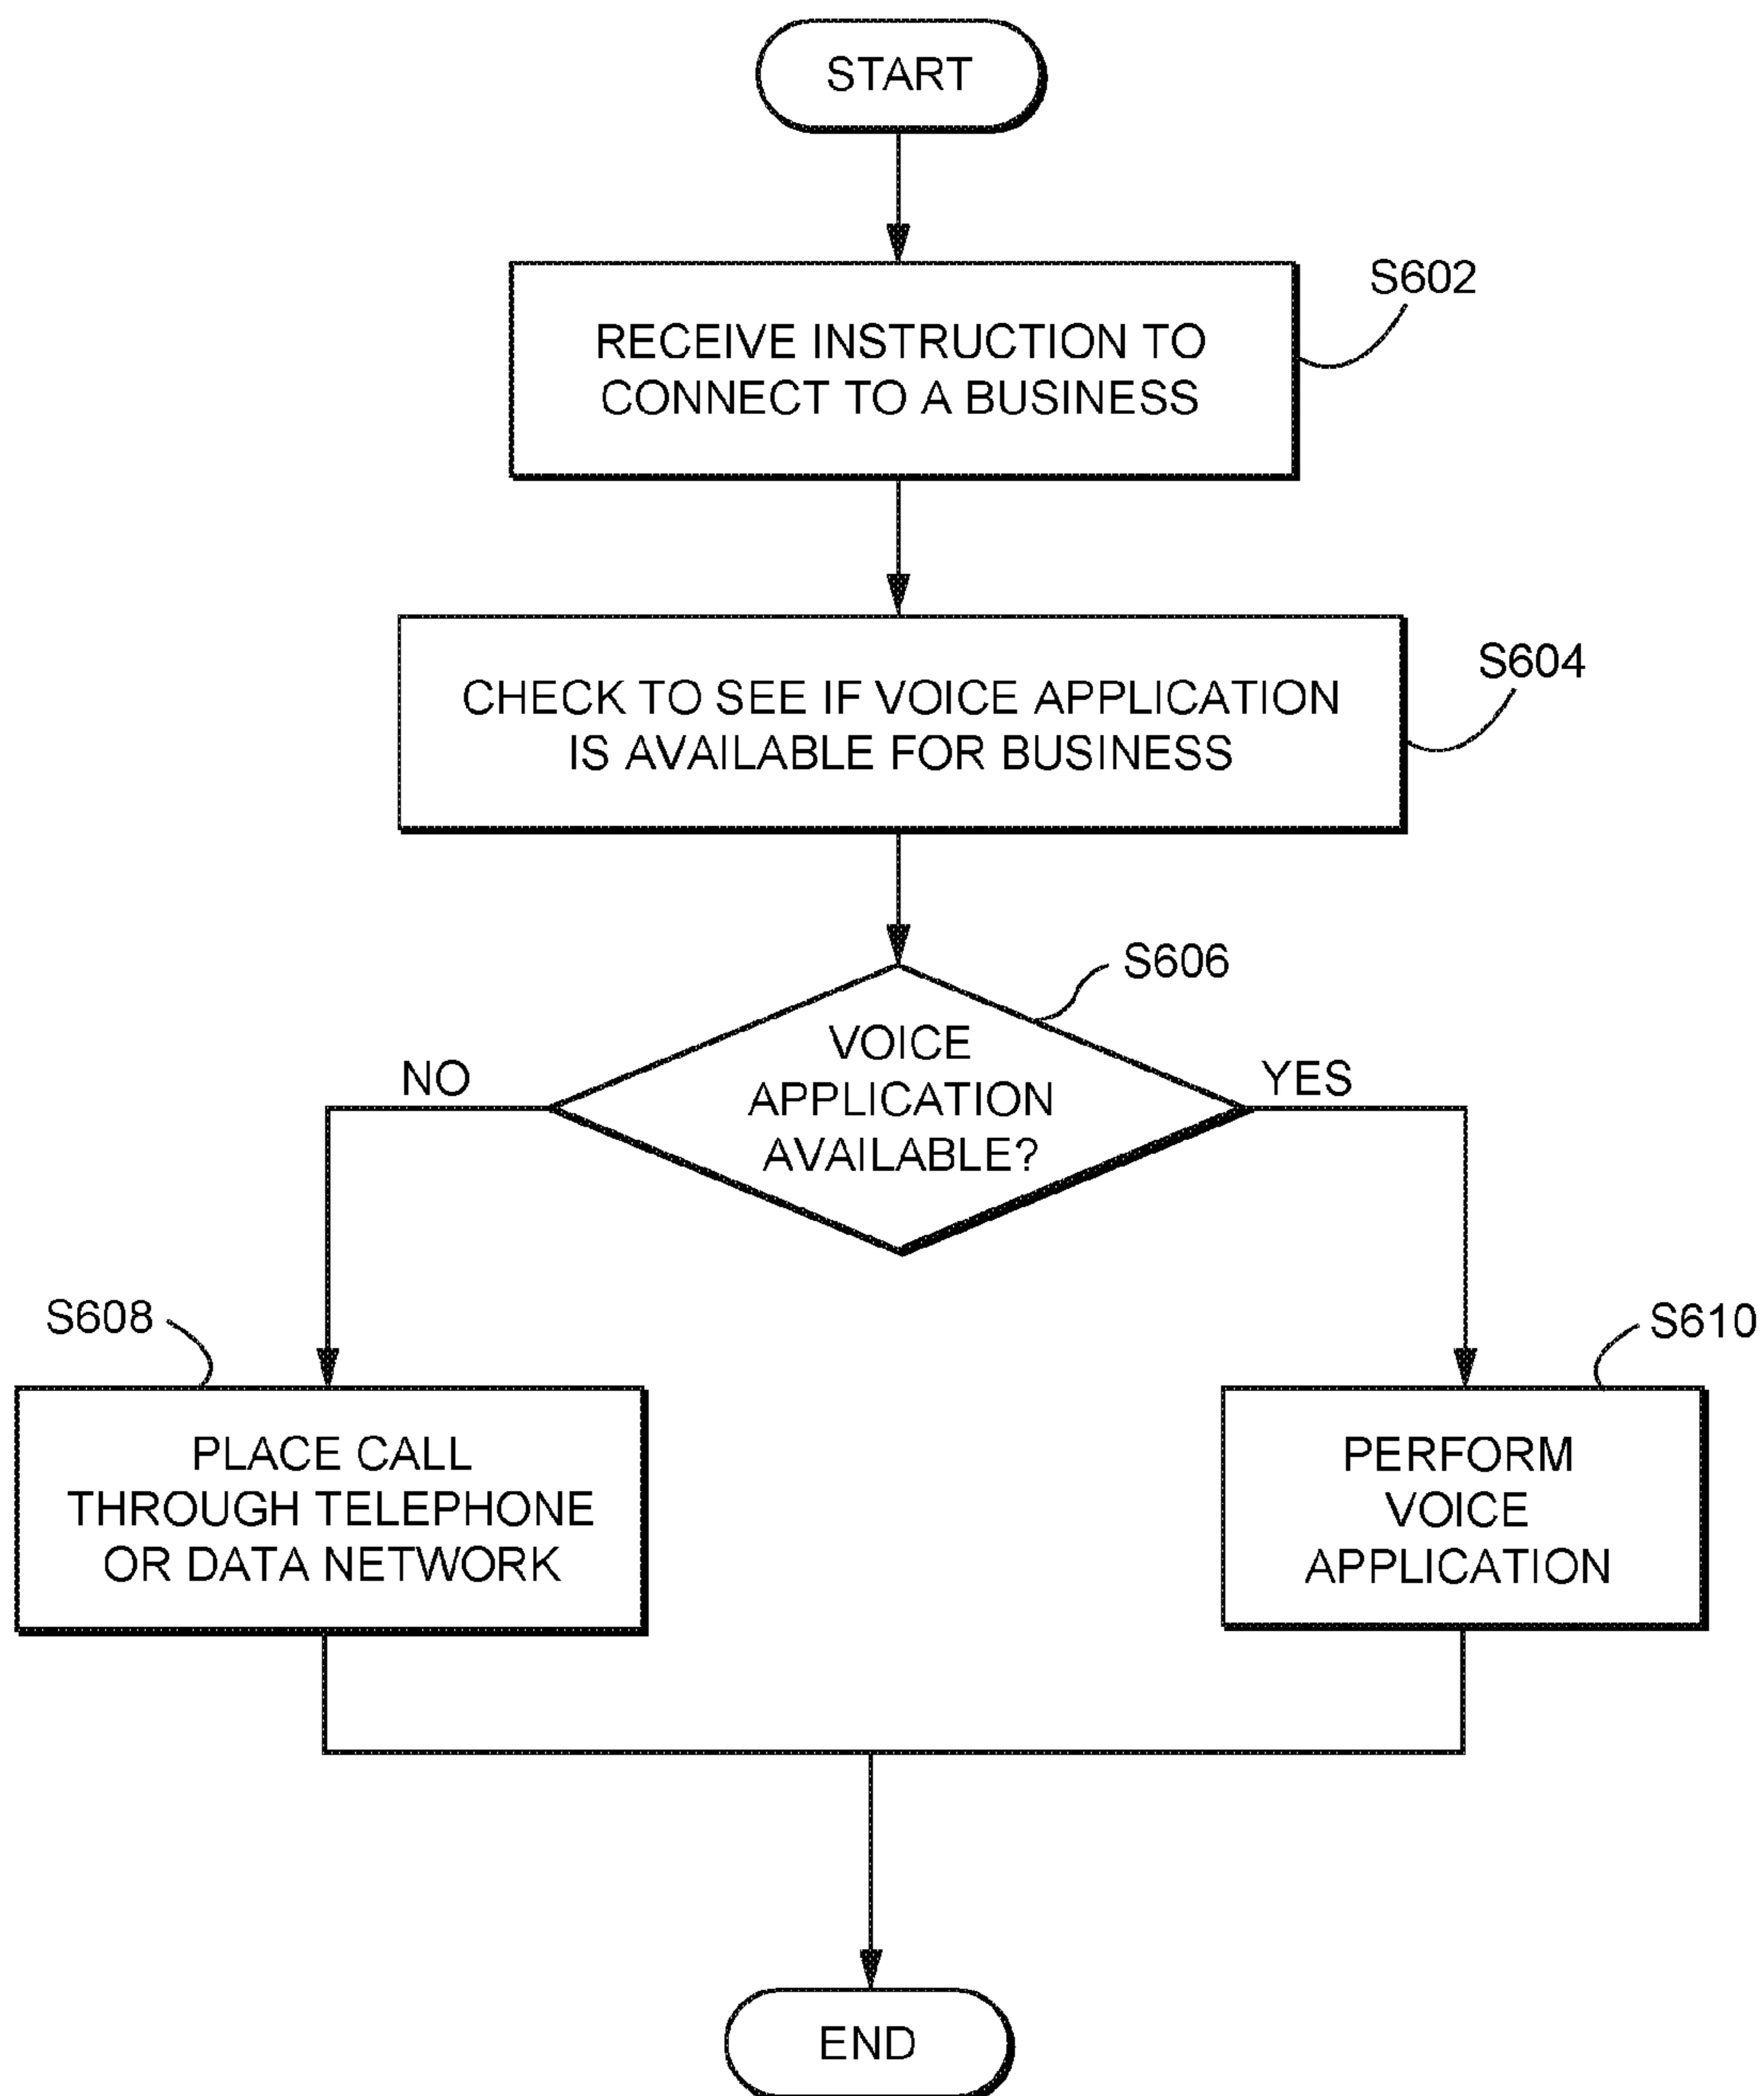 START
S602
RECEIVE INSTRUCTION TO
CONNECT TO A BUSINESS
S604
CHECK TO SEE IF VOICE APPLICATION
IS AVAILABLE FOR BUSINESS
S606
VOICE
APPLICATION
AVAILABLE?
NO
YES
S608
PLACE CALL
THROUGH TELEPHONE
OR DATA NETWORK
S610
PERFORM
VOICE
APPLICATION
END